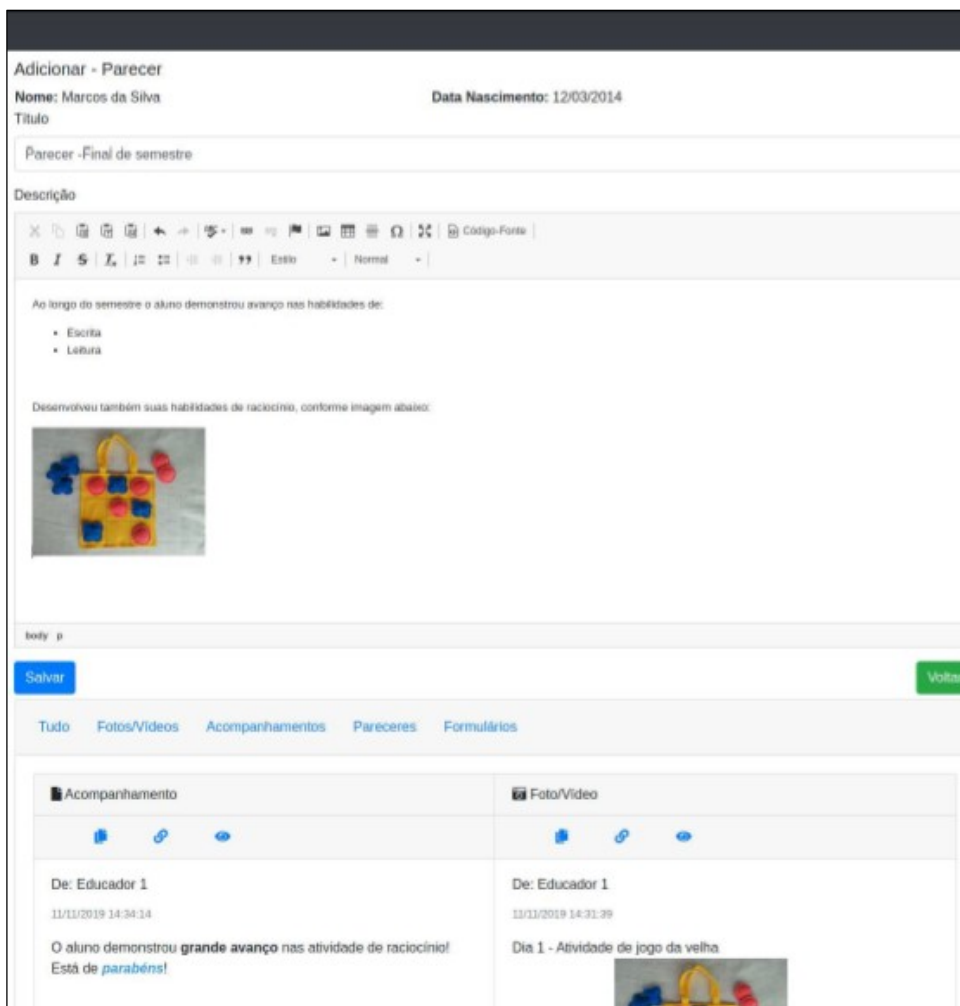 Adicionar - Parecer
Nome: Marcos da Silva Data Nascimento: 12/03/2014
Título
Parecer -Final de semestre
Descrição
Código-Fonte
B I S Estilo Normal
Ao longo do semestre o aluno demonstrou avanço nas habilidades de:
• Escrita
• Leitura
Desenvolveu também suas habilidades de raciocínio, conforme imagem abaixo:
body p
Salvar Voltar
Tudo Fotos/Vídeos Acompanhamentos Pareceres Formulários
Acompanhamento Foto/Vídeo
De: Educador 1 De: Educador 1
11/11/2019 14:34:14 11/11/2019 14:31:39
O aluno demonstrou grande avanço nas atividade de raciocínio! Dia 1 - Atividade de jogo da velha
Está de parabéns!